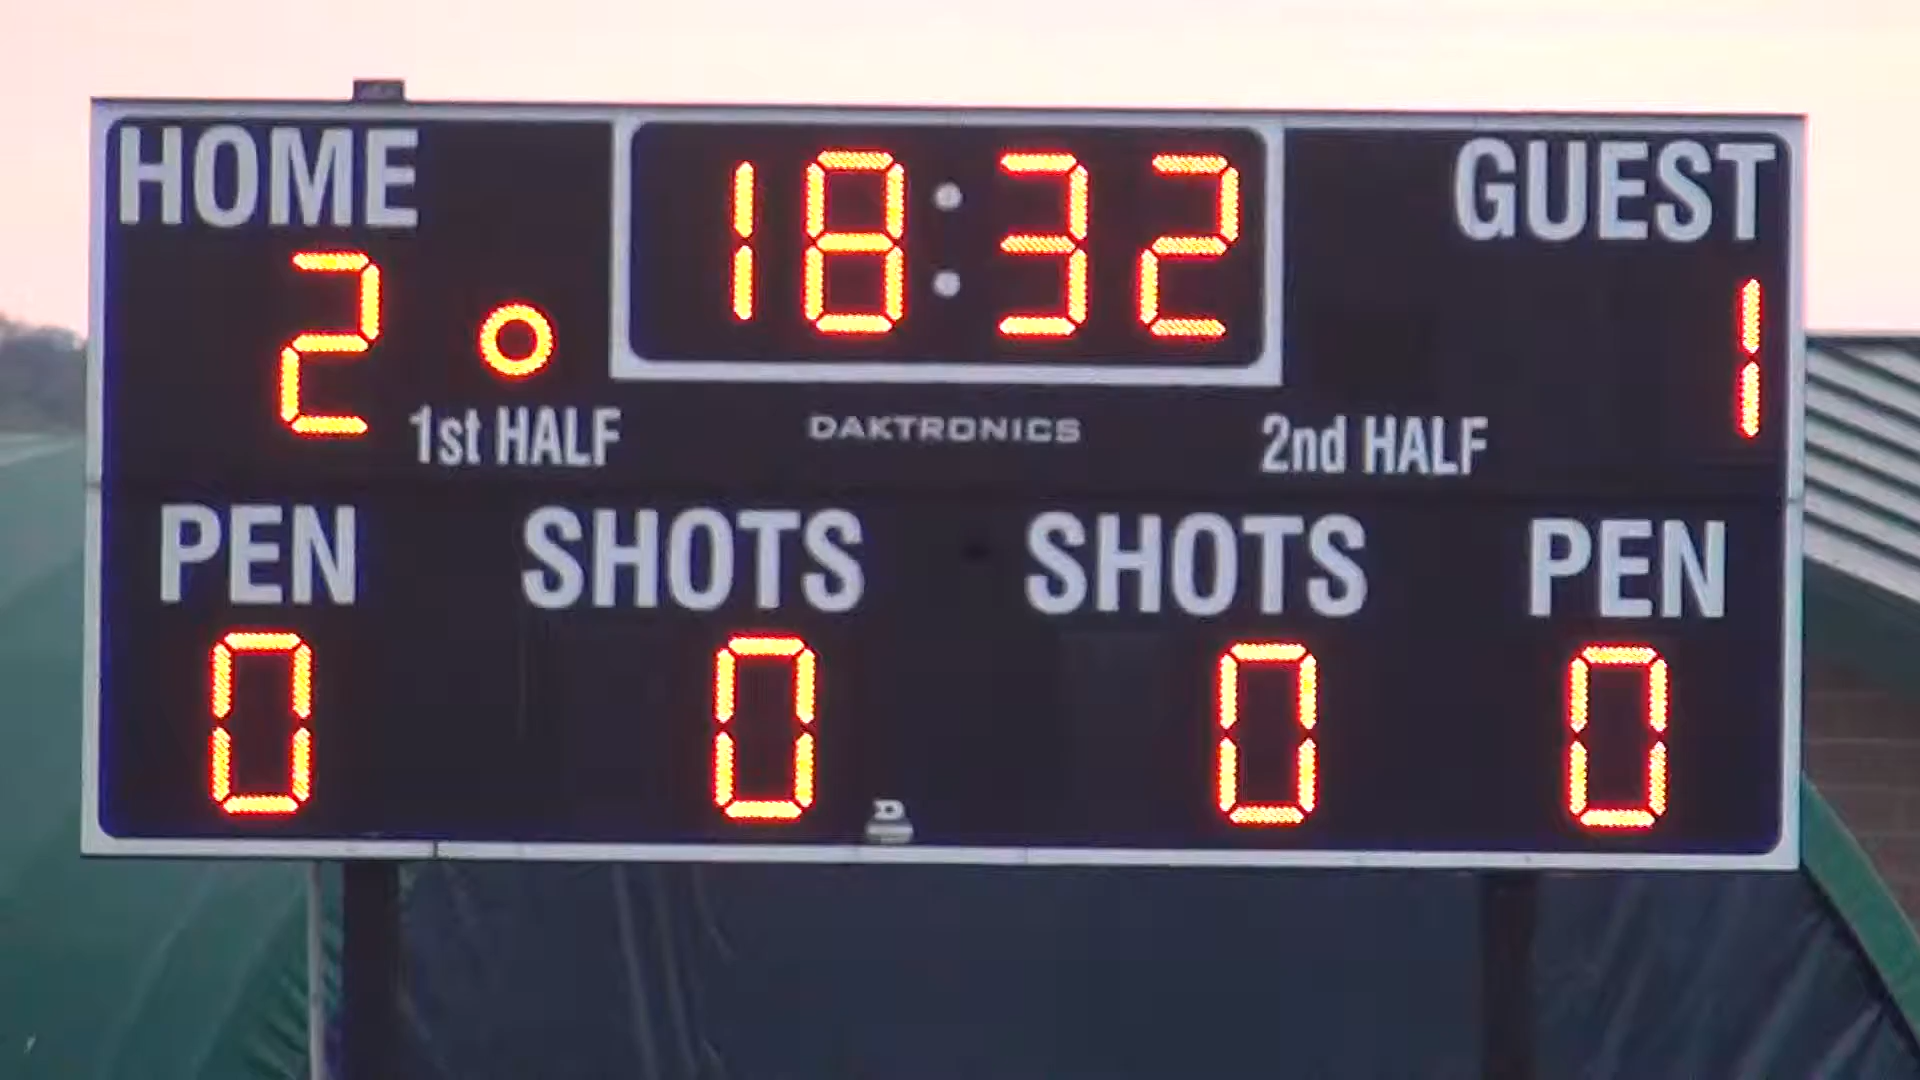 HOME 18:32 GUEST
2 1
1st HALF DAKTRONICS 2nd HALF
PEN SHOTS SHOTS PEN
0 0 0 0